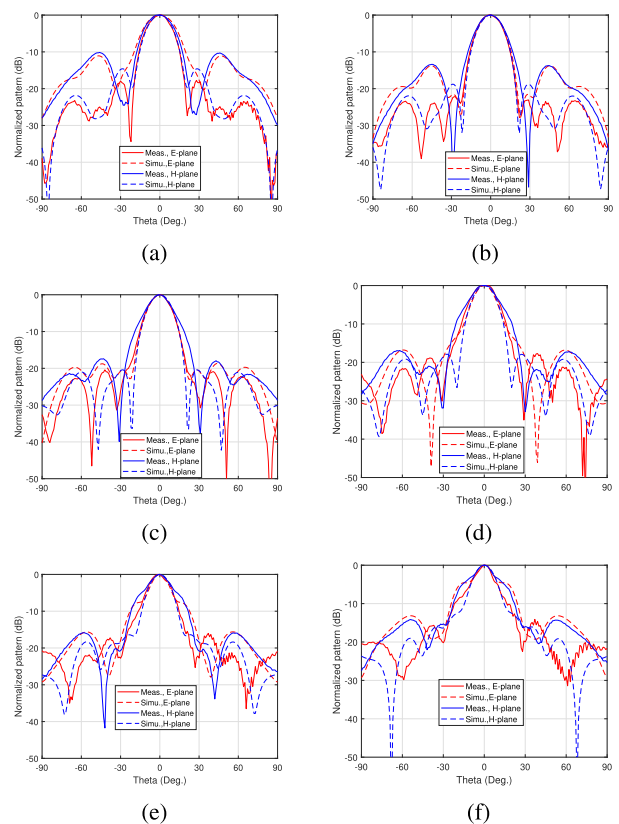 Normalized pattern (dB)
0
-10
-20
-30
-40
-50
Meas., E-plane
Simu.,E-plane
Meas., H-plane
Simu.,H-plane
-90 -60 -30 0 30 60 90
Theta (Deg.)
(a)
Normalized pattern (dB)
0
-10
-20
-30
-40
-50
Meas., E-plane
Simu.,E-plane
Meas., H-plane
Simu.,H-plane
-90 -60 -30 0 30 60 90
Theta (Deg.)
(b)
Normalized pattern (dB)
0
-10
-20
-30
-40
-50
Meas., E-plane
Simu.,E-plane
Meas., H-plane
Simu.,H-plane
-90 -60 -30 0 30 60 90
Theta (Deg.)
(c)
Normalized pattern (dB)
0
-10
-20
-30
-40
-50
Meas., E-plane
Simu.,E-plane
Meas., H-plane
Simu.,H-plane
-90 -60 -30 0 30 60 90
Theta (Deg.)
(d)
Normalized pattern (dB)
0
-10
-20
-30
-40
-50
Meas., E-plane
Simu.,E-plane
Meas., H-plane
Simu.,H-plane
-90 -60 -30 0 30 60 90
Theta (Deg.)
(e)
Normalized pattern (dB)
0
-10
-20
-30
-40
-50
Meas., E-plane
Simu.,E-plane
Meas., H-plane
Simu.,H-plane
-90 -60 -30 0 30 60 90
Theta (Deg.)
(f)